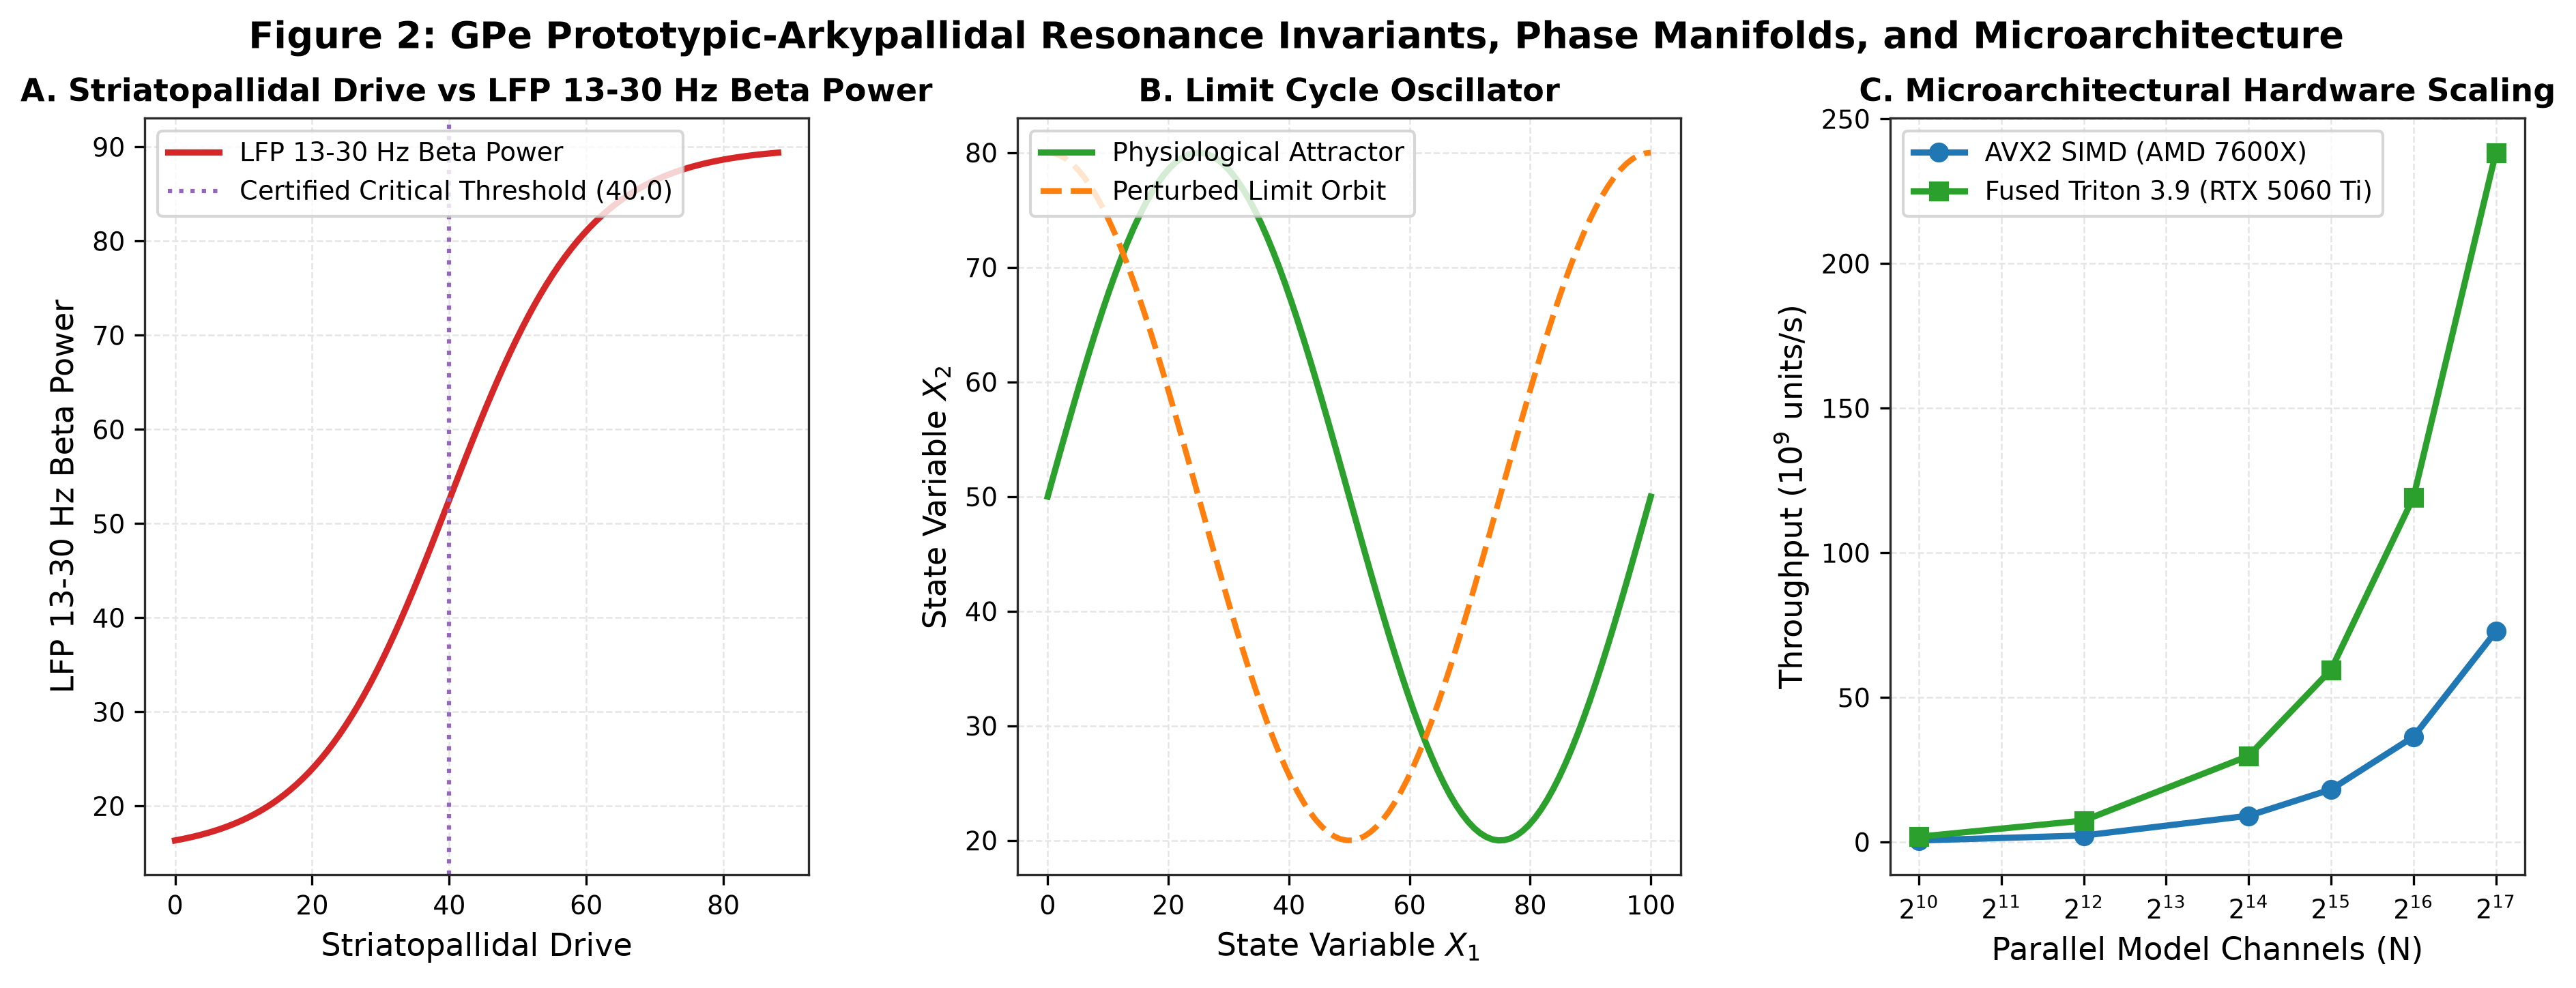 Figure 2: GPe Prototypic-Arkypallidal Resonance Invariants, Phase Manifolds, and Microarchitecture
A. Striatopallidal Drive vs LFP 13-30 Hz Beta Power
LFP 13-30 Hz Beta Power
Certified Critical Threshold (40.0)
90
80
70
60
50
40
30
20
LFP 13-30 Hz Beta Power
0 20 40 60 80
Striatopallidal Drive
B. Limit Cycle Oscillator
Physiological Attractor
Perturbed Limit Orbit
80
70
60
50
40
30
20
State Variable X₂
0 20 40 60 80 100
State Variable X₁
C. Microarchitectural Hardware Scaling
AVX2 SIMD (AMD 7600X)
Fused Triton 3.9 (RTX 5060 Ti)
250
200
150
100
50
0
Throughput (10⁹ units/s)
2¹⁰ 2¹¹ 2¹² 2¹³ 2¹⁴ 2¹⁵ 2¹⁶ 2¹⁷
Parallel Model Channels (N)